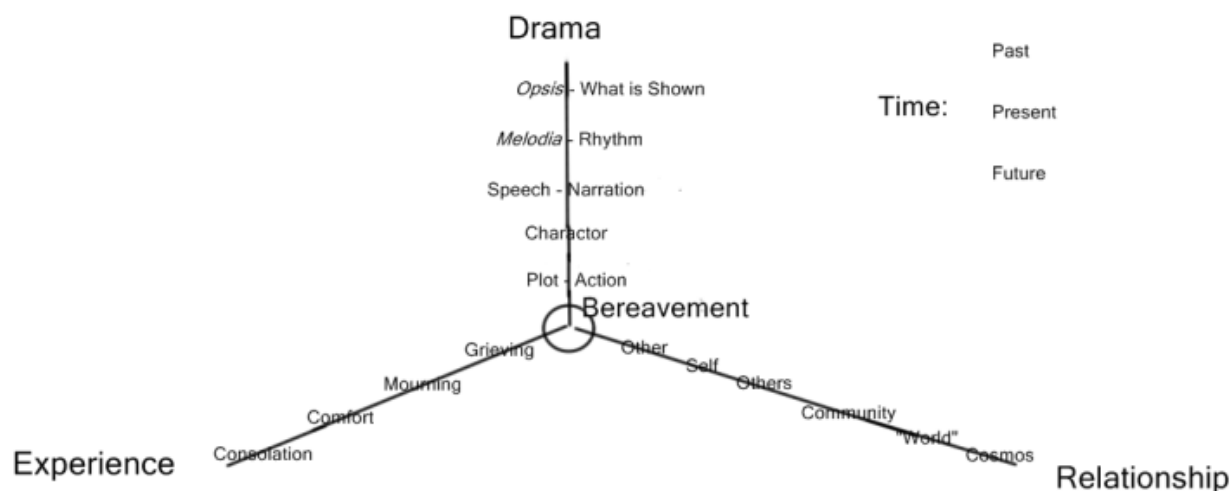 Drama
Opsis - What is Shown
Melodia - Rhythm
Speech - Narration
Charactor
Plot - Action
Bereavement
Time:
Past
Present
Future
Grieving
Mourning
Comfort
Consolation
Experience
Other
Self
Others
Community
"World"
Cosmos
Relationship